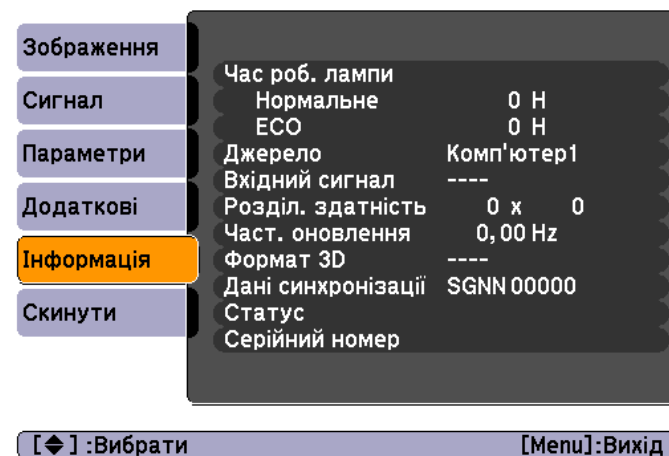 Зображення
Сигнал
Параметри
Додаткові
Інформація
Скинути
Час роб. лампи
Нормальне 0 H
ECO 0 H
Джерело Комп'ютер1
Вхідний сигнал ----
Розділ. здатність 0 x 0
Част. оновлення 0,00 Hz
Формат 3D ----
Дані синхронізації SGNN 00000
Статус
Серійний номер
[◆] :Вибрати [Menu]:Вихід